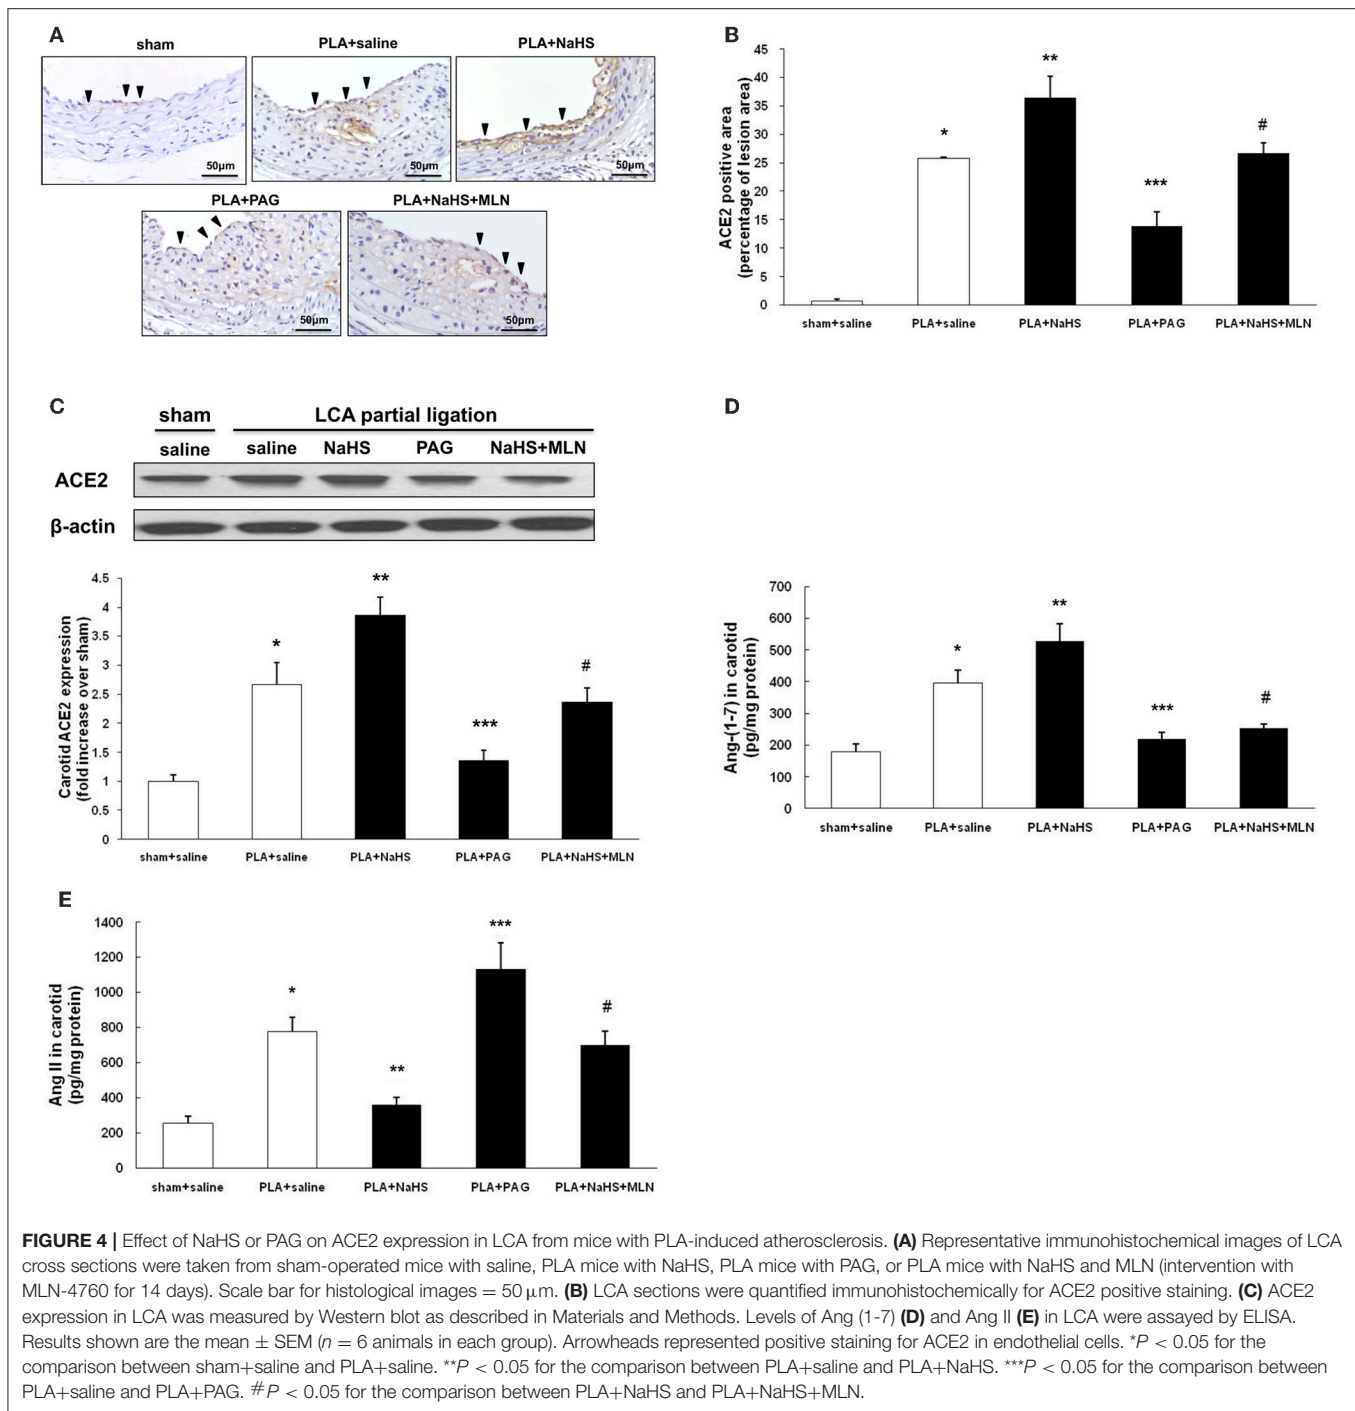 A
sham
PLA+saline
PLA+NaHS
50µm
50µm
50µm
PLA+PAG
PLA+NaHS+MLN
50µm
50µm
B
ACE2 positive area
(percentage of lesion area)
45
40
35
30
25
20
15
10
5
0
*
**
***
#
sham+saline
PLA+saline
PLA+NaHS
PLA+PAG
PLA+NaHS+MLN
C
sham
LCA partial ligation
saline
saline
NaHS
PAG
NaHS+MLN
ACE2
β-actin
Carotid ACE2 expression
(fold increase over sham)
4.5
4
3.5
3
2.5
2
1.5
1
0.5
0
*
**
***
#
sham+saline
PLA+saline
PLA+NaHS
PLA+PAG
PLA+NaHS+MLN
D
Ang-(1-7) in carotid
(pg/mg protein)
700
600
500
400
300
200
100
0
*
**
***
#
sham+saline
PLA+saline
PLA+NaHS
PLA+PAG
PLA+NaHS+MLN
E
Ang II in carotid
(pg/mg protein)
1400
1200
1000
800
600
400
200
0
*
**
***
#
sham+saline
PLA+saline
PLA+NaHS
PLA+PAG
PLA+NaHS+MLN
FIGURE 4 | Effect of NaHS or PAG on ACE2 expression in LCA from mice with PLA-induced atherosclerosis. (A) Representative immunohistochemical images of LCA
cross sections were taken from sham-operated mice with saline, PLA mice with NaHS, PLA mice with PAG, or PLA mice with NaHS and MLN (intervention with
MLN-4760 for 14 days). Scale bar for histological images = 50 µm. (B) LCA sections were quantified immunohistochemically for ACE2 positive staining. (C) ACE2
expression in LCA was measured by Western blot as described in Materials and Methods. Levels of Ang (1-7) (D) and Ang II (E) in LCA were assayed by ELISA.
Results shown are the mean ± SEM (n = 6 animals in each group). Arrowheads represented positive staining for ACE2 in endothelial cells. *P < 0.05 for the
comparison between sham+saline and PLA+saline. **P < 0.05 for the comparison between PLA+saline and PLA+NaHS. ***P < 0.05 for the comparison between
PLA+saline and PLA+PAG. #P < 0.05 for the comparison between PLA+NaHS and PLA+NaHS+MLN.